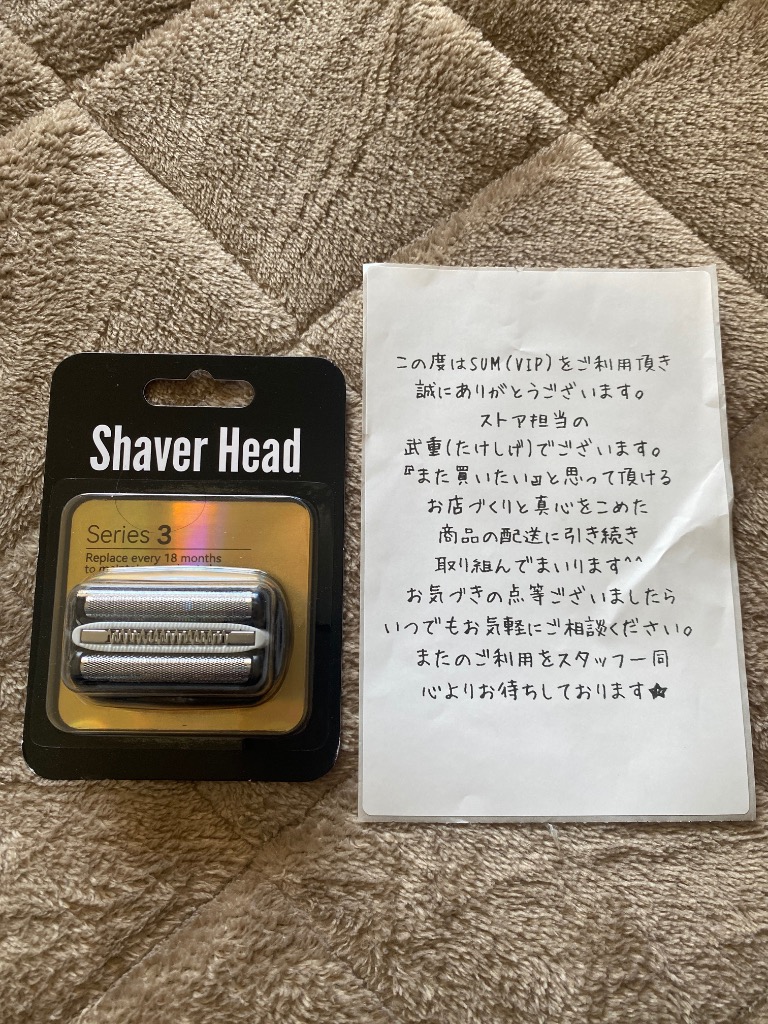 Shaver Head
Series 3
Replace every 18 months
to
この度はSUM(VIP)をご利用頂き
誠にありがとうございます。
ストア担当の
武重(たけしげ)でございます。
『また買いたい』と思って頂ける
お店づくりと真心をこめた
商品の配送に引き続き
取り組んでまいります^^
お気づきの点等ございましたら
いつでもお気軽にご相談ください。
またのご利用をスタッフ一同
心よりお待ちしております★